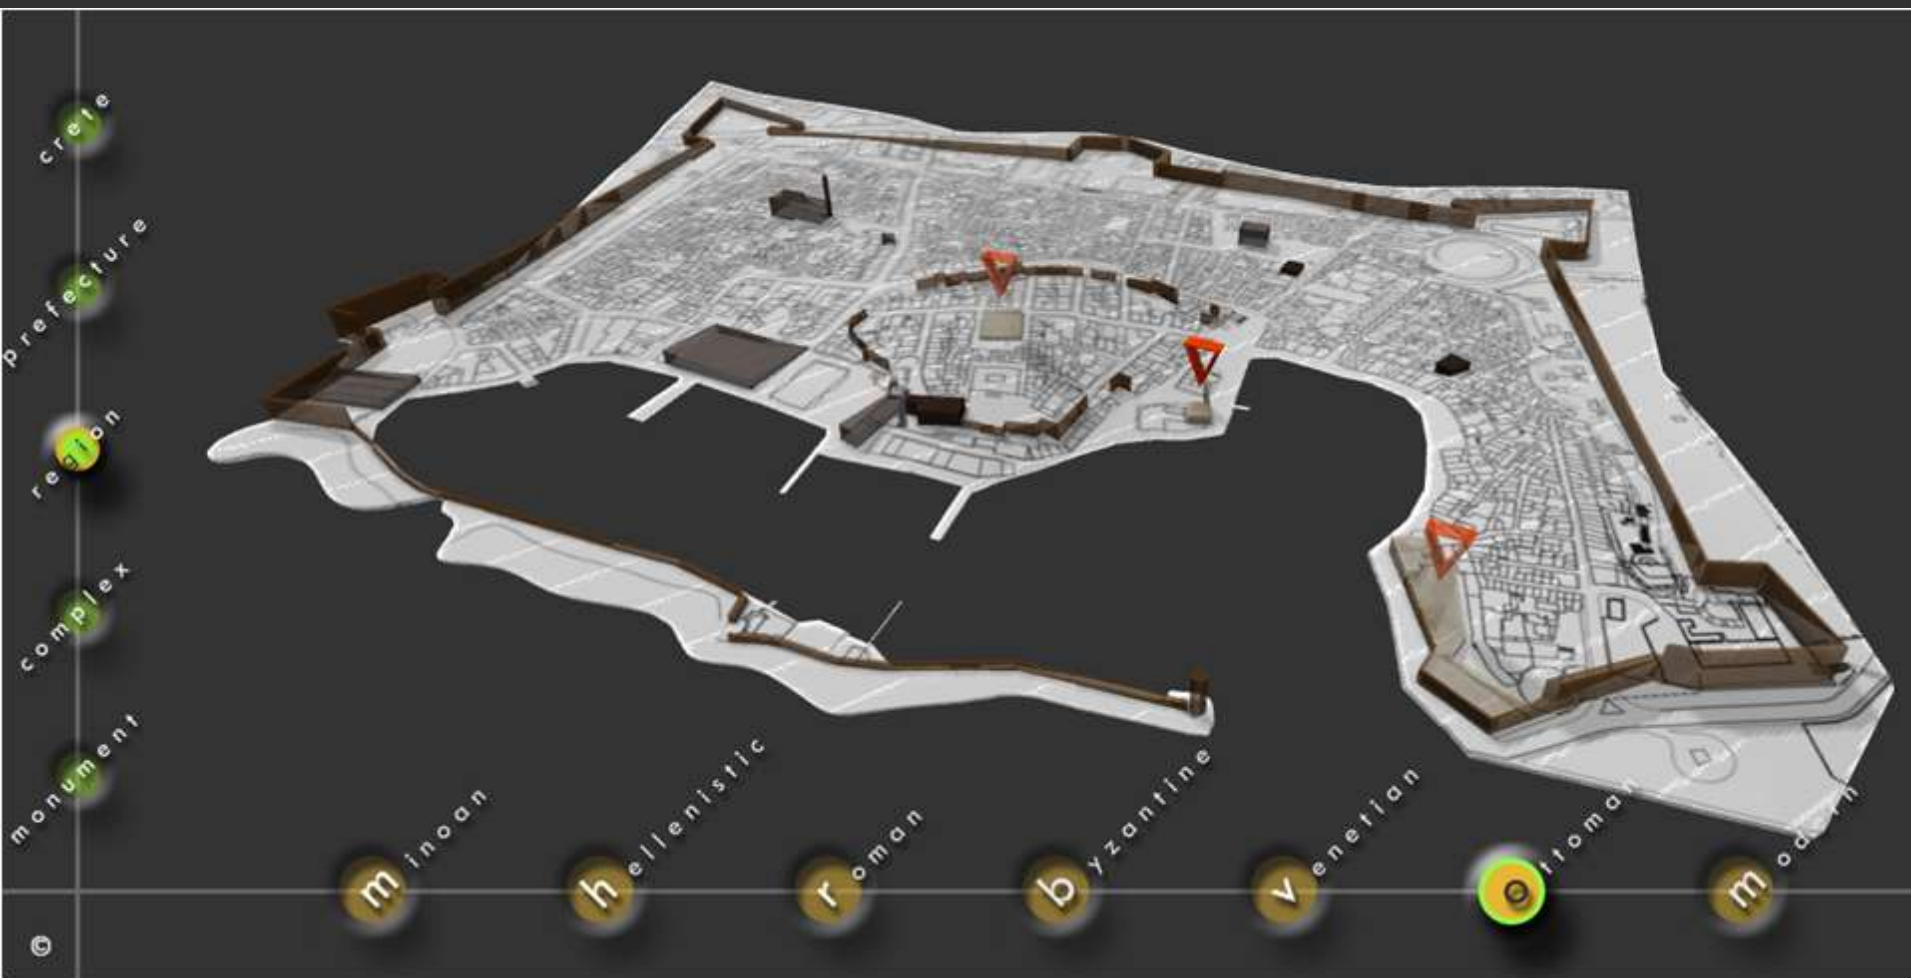 crete
prefecture
region
complex
monument
minoan
hellenistic
roman
byzantine
venetian
ottoman
modern
©